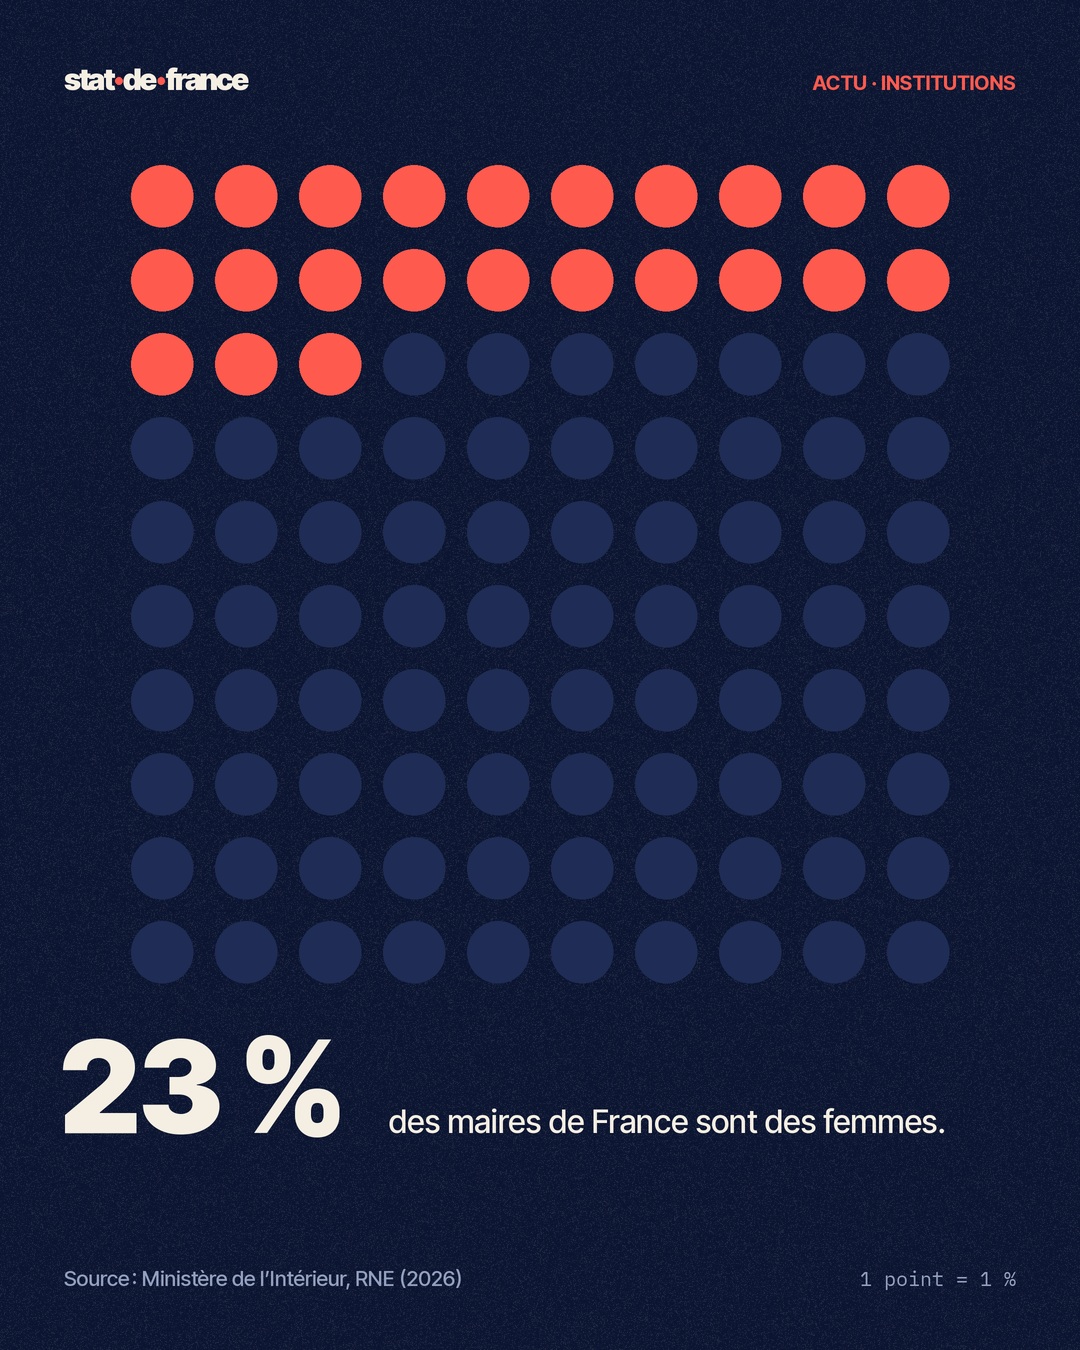 stat·de·france
ACTU · INSTITUTIONS
23 %
des maires de France sont des femmes.
Source : Ministère de l’Intérieur, RNE (2026)
1 point = 1 %